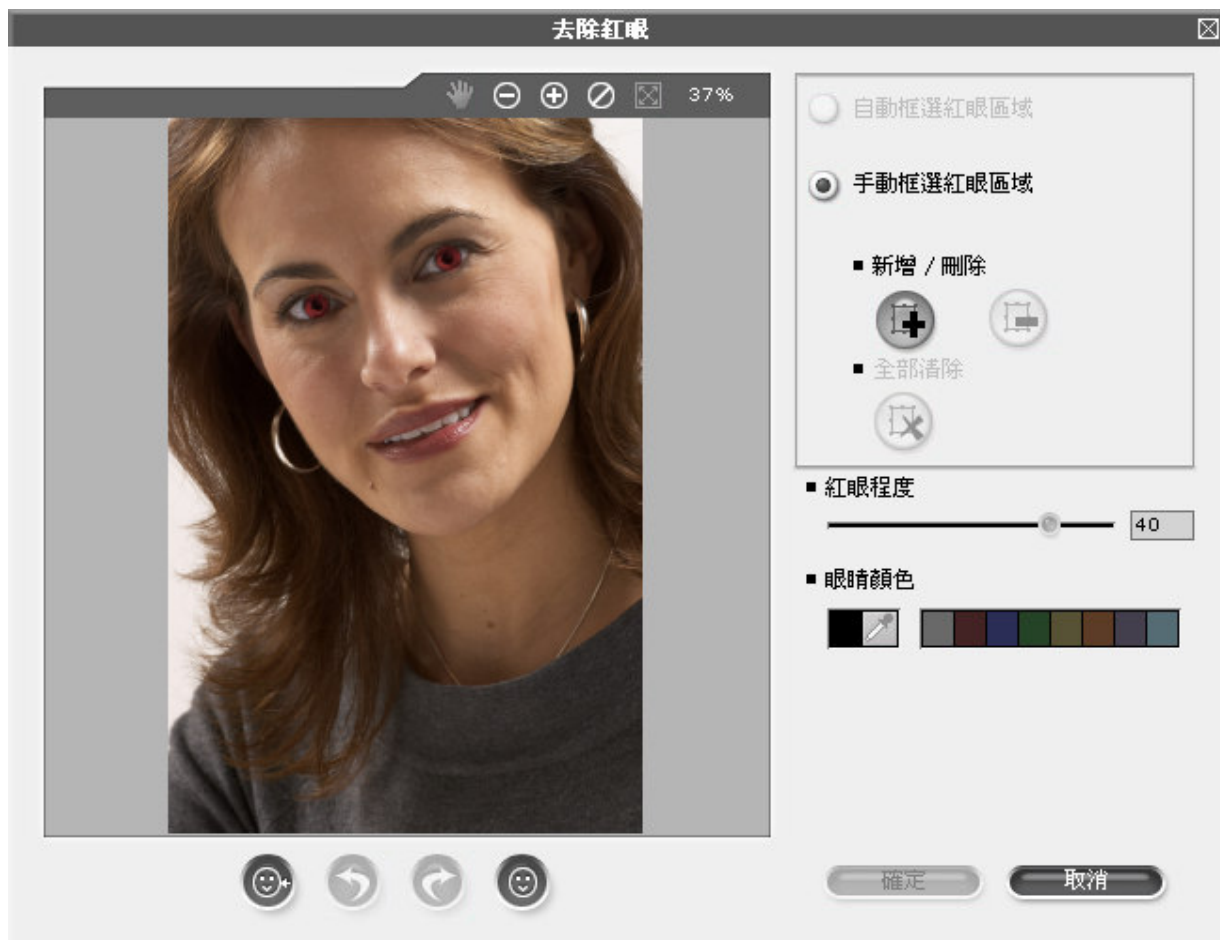 去除紅眼
37%
自動框選紅眼區域
手動框選紅眼區域
新增 / 刪除
全部清除
紅眼程度
40
眼睛顏色
確定
取消